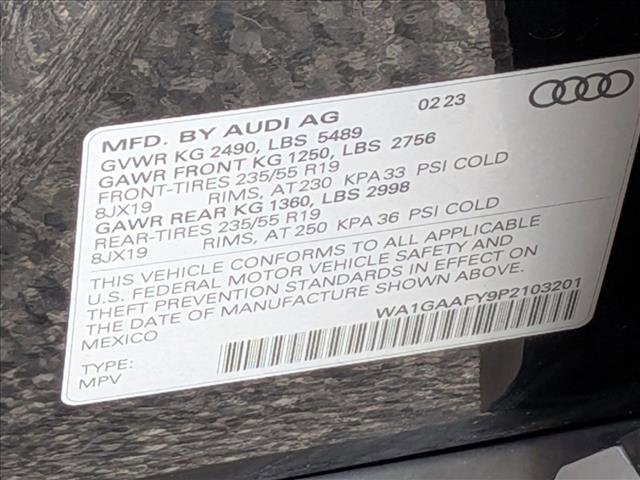 MFD. BY AUDI AG 02 23
GVWR KG 2490, LBS 5489
GAWR FRONT KG 1250, LBS 2756
FRONT-TIRES 235/55 R19
8JX19 RIMS, AT 230 KPA 33 PSI COLD
GAWR REAR KG 1360, LBS 2998
REAR-TIRES 235/55 R19
8JX19 RIMS, AT 250 KPA 36 PSI COLD
THIS VEHICLE CONFORMS TO ALL APPLICABLE
U.S. FEDERAL MOTOR VEHICLE SAFETY AND
THEFT PREVENTION STANDARDS IN EFFECT ON
THE DATE OF MANUFACTURE SHOWN ABOVE.
MEXICO WA1GAAFY9P2103201
TYPE:
MPV